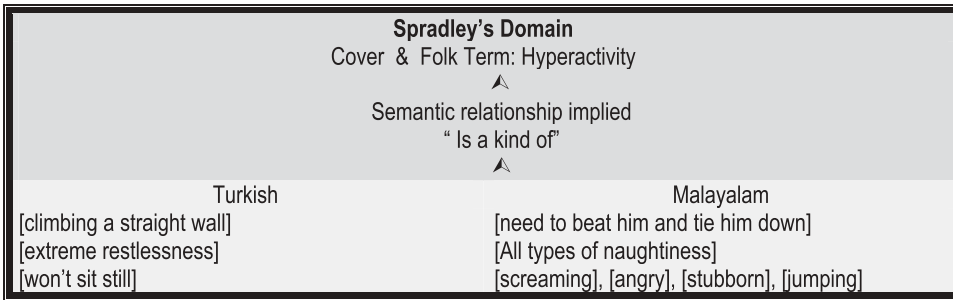 Spradley’s Domain
Cover & Folk Term: Hyperactivity
Semantic relationship implied
“ Is a kind of”
Turkish
[climbing a straight wall]
[extreme restlessness]
[won’t sit still]
Malayalam
[need to beat him and tie him down]
[All types of naughtiness]
[screaming], [angry], [stubborn], [jumping]